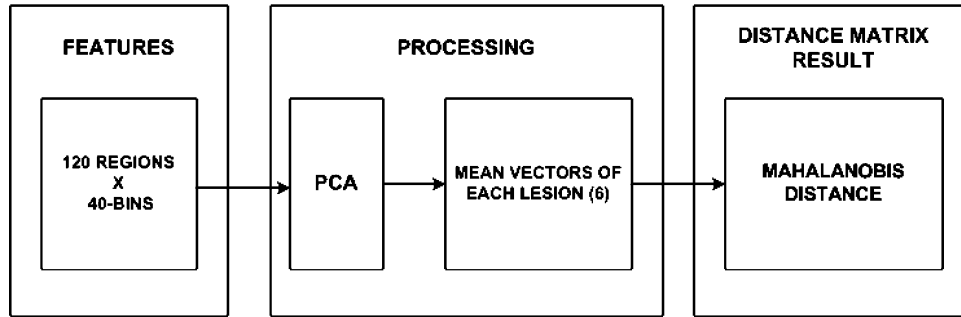 FEATURES
120 REGIONS
X
40-BINS
PROCESSING
PCA
MEAN VECTORS OF
EACH LESION (6)
DISTANCE MATRIX
RESULT
MAHALANOBIS
DISTANCE